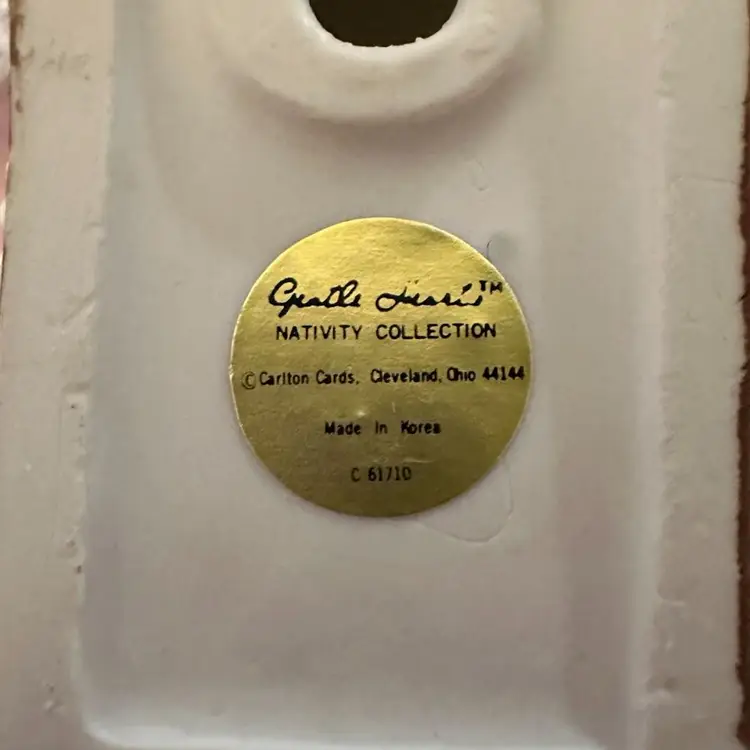 Gentle Hearts™
NATIVITY COLLECTION
© Carlton Cards, Cleveland, Ohio 44144
Made In Korea
C 61710